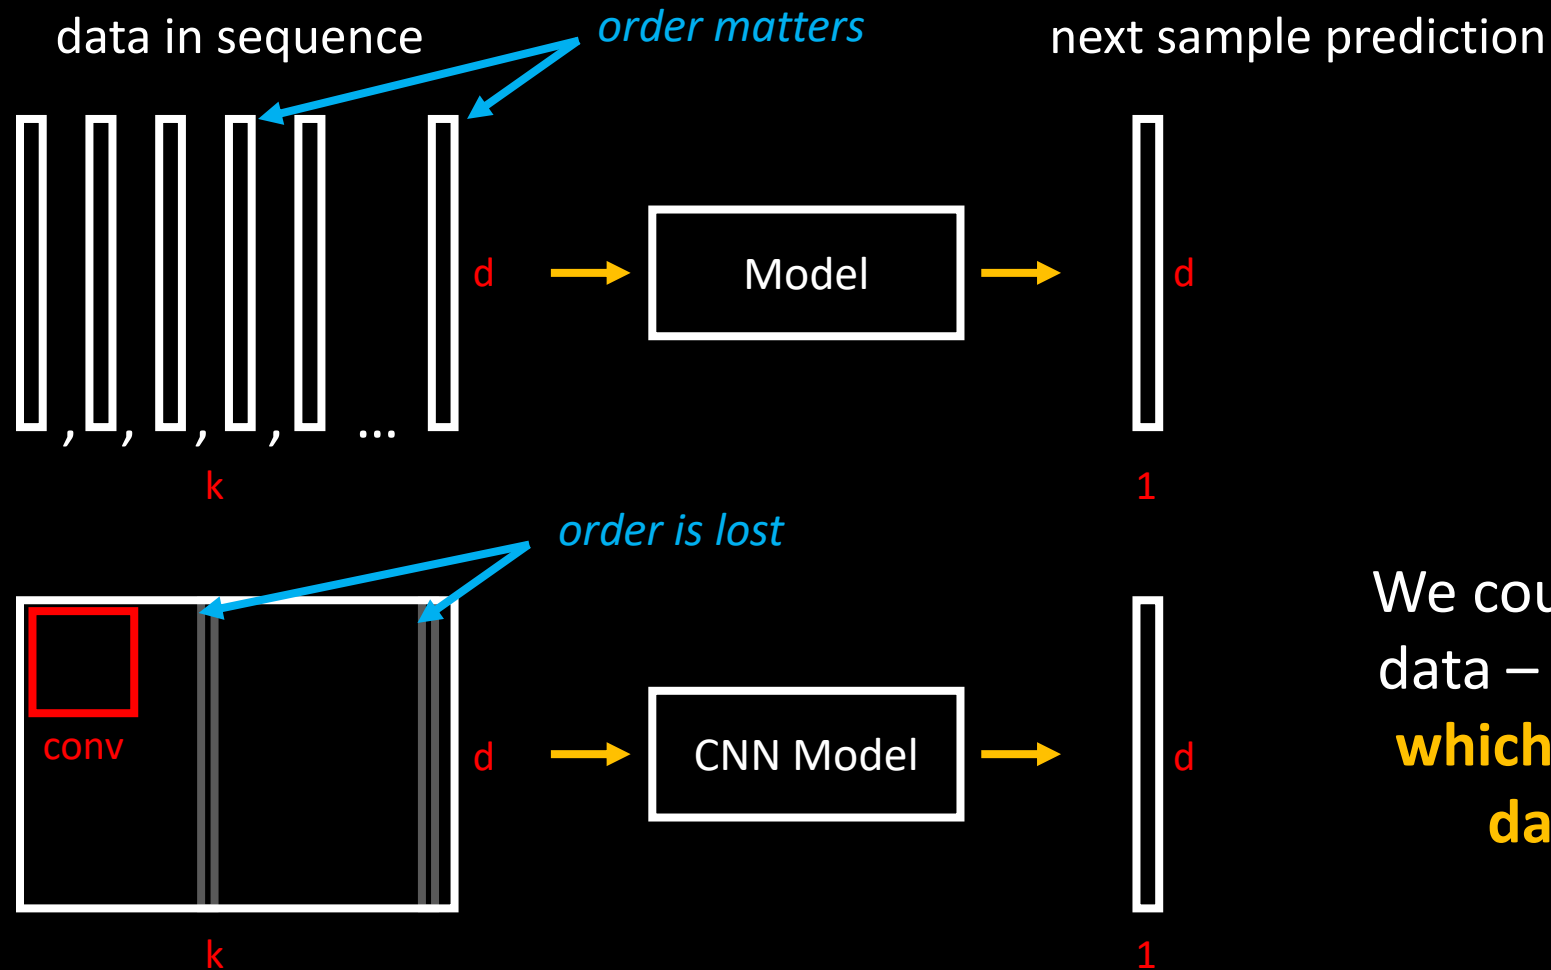 data in sequence
order matters
next sample prediction
d
Model
d
, , , , ...
k
1
order is lost
conv
d
CNN Model
d
We cou
data –
which
da
k
1